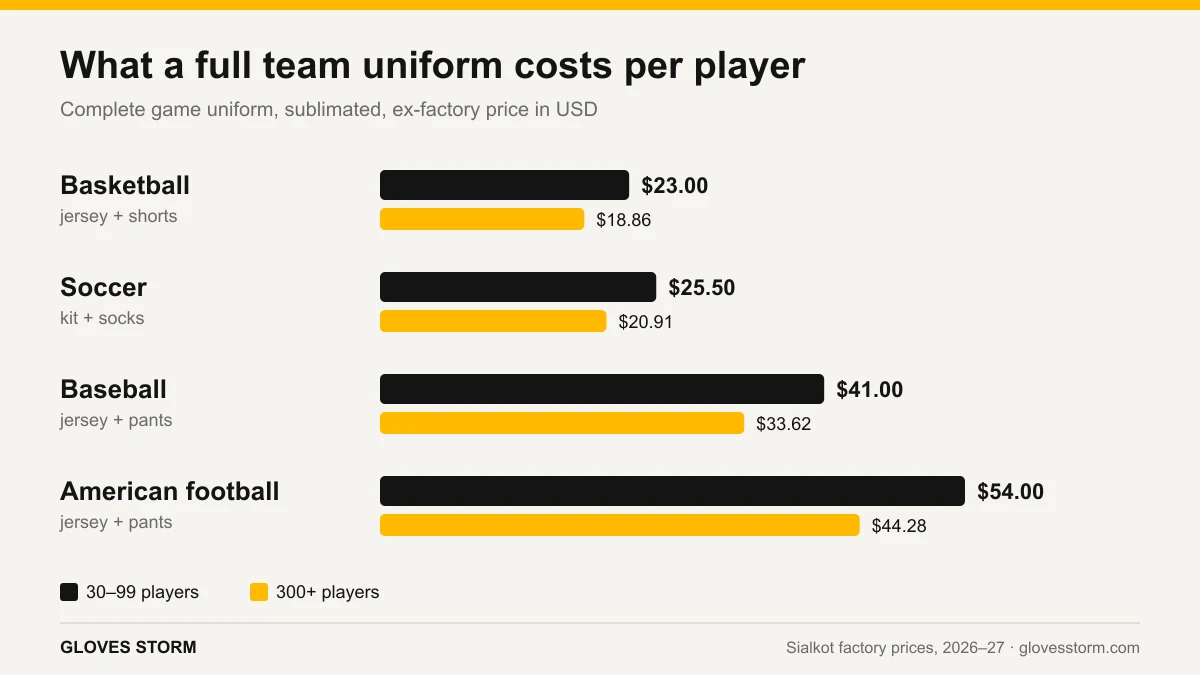 What a full team uniform costs per player
Complete game uniform, sublimated, ex-factory price in USD
Basketball
jersey + shorts
$23.00
$18.86
Soccer
kit + socks
$25.50
$20.91
Baseball
jersey + pants
$41.00
$33.62
American football
jersey + pants
$54.00
$44.28
30–99 players
300+ players
GLOVES STORM
Sialkot factory prices, 2026–27 · glovesstorm.com